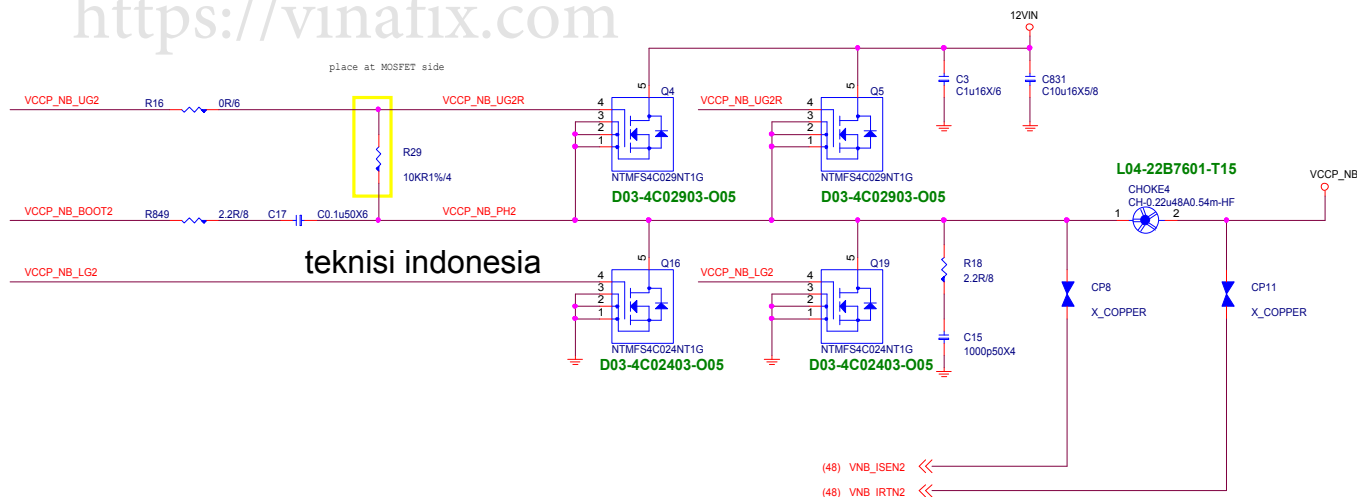 https://vinafix.com
12VIN
place at MOSFET side
VCCP_NB_UG2
R16
0R/6
VCCP_NB_UG2R
5
Q4
4
3
2
1
NTMFS4C029NT1G
D03-4C02903-O05
VCCP_NB_UG2R
5
Q5
4
3
2
1
NTMFS4C029NT1G
D03-4C02903-O05
C3
C1u16X/6
C831
C10u16X5/8
R29
10KR1%/4
L04-22B7601-T15
CHOKE4
CH-0.22u48A0.54m-HF
1
2
VCCP_NB
VCCP_NB_BOOT2
R849
2.2R/8
C17
C0.1u50X6
VCCP_NB_PH2
teknisi indonesia
VCCP_NB_LG2
5
Q16
4
3
2
1
NTMFS4C024NT1G
D03-4C02403-O05
VCCP_NB_LG2
5
Q19
4
3
2
1
NTMFS4C024NT1G
D03-4C02403-O05
R18
2.2R/8
C15
1000p50X4
CP8
X_COPPER
CP11
X_COPPER
(48) VNB_ISEN2
(48) VNB_IRTN2